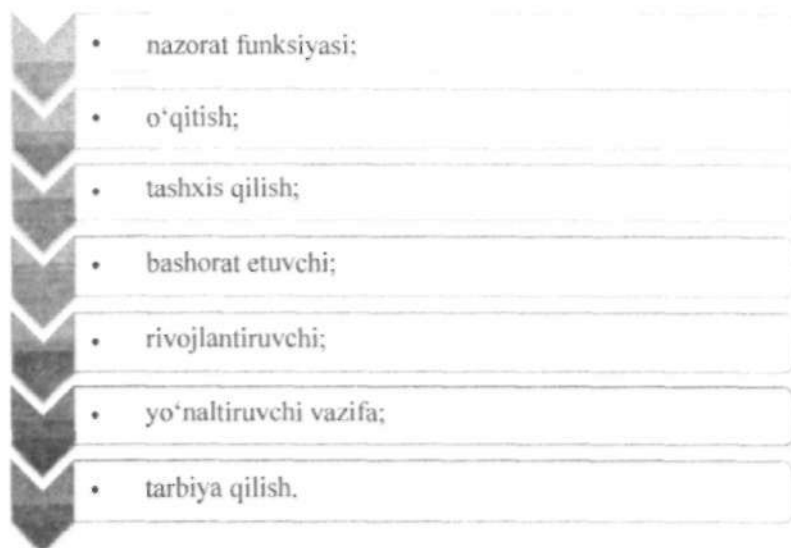 • nazorat funksiyasi;
• o‘qitish;
• tashxis qilish;
• bashorat etuvchi;
• rivojlantiruvchi;
• yo‘naltiruvchi vazifa;
• tarbiya qilish.